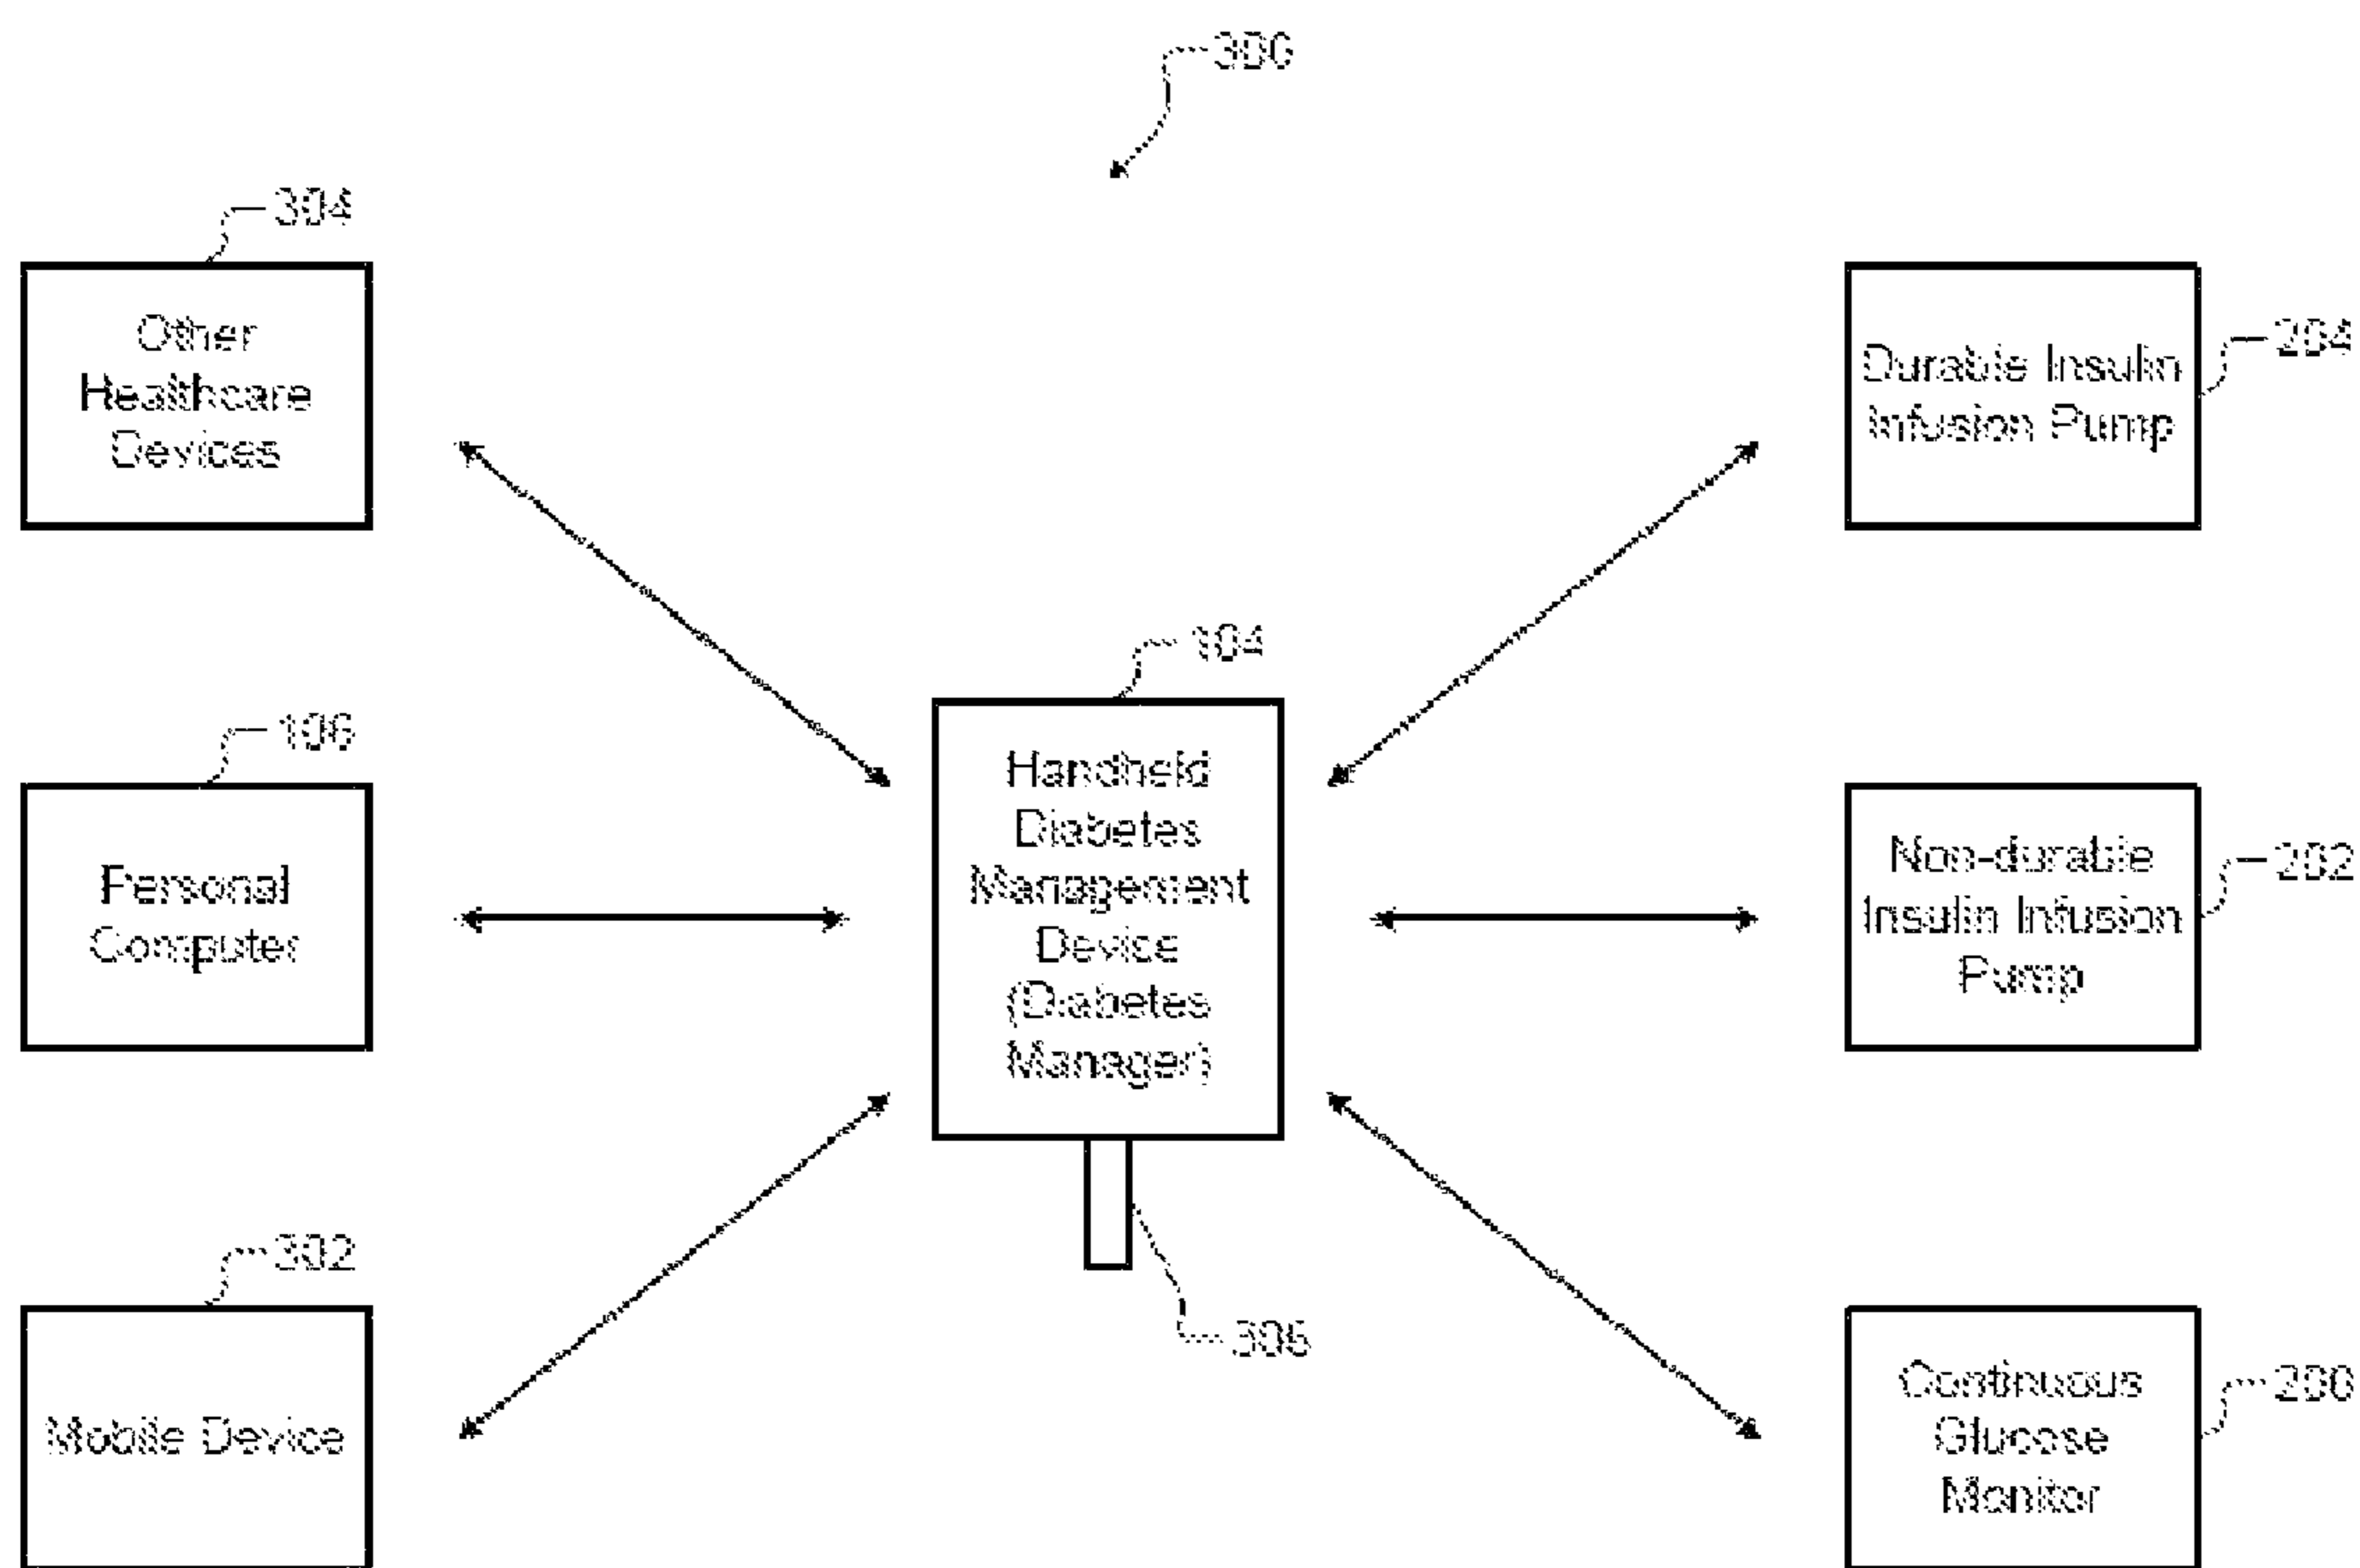 300
304
Other
Healthcare
Devices
Durable Insulin
Infusion Pump
204
104
106
Personal
Computer
Handheld
Diabetes
Management
Device
(Diabetes
Manager)
Non-durable
Insulin Infusion
Pump
202
302
Mobile Device
306
Continuous
Glucose
Monitor
200